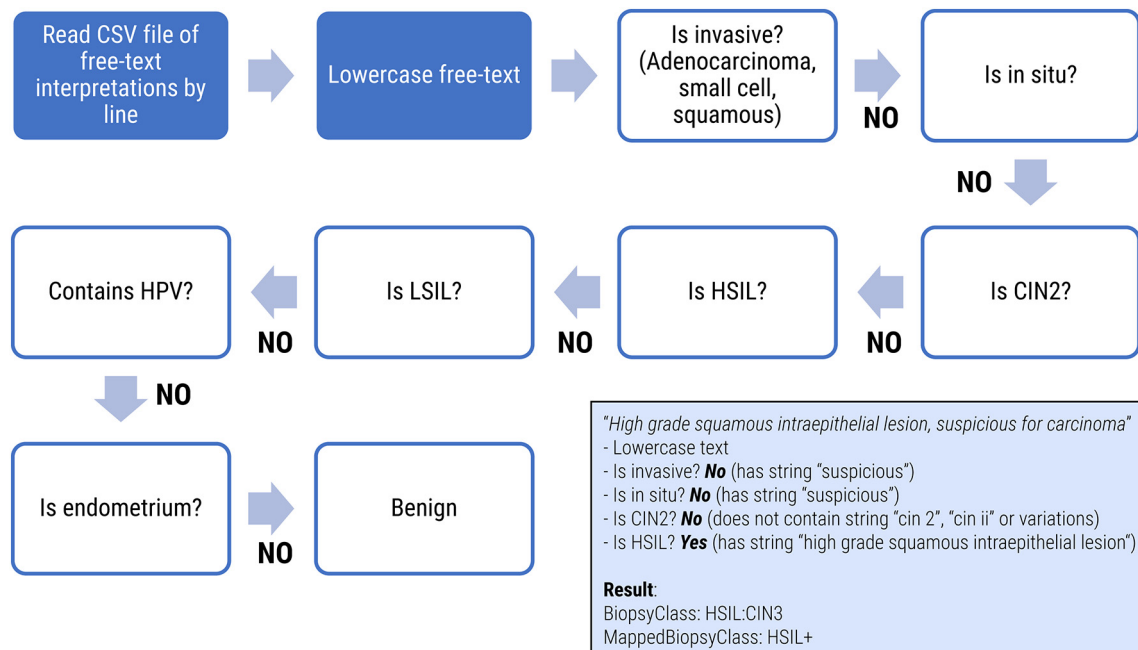 Read CSV file of
free-text
interpretations by
line
Lowercase free-text
Is invasive?
(Adenocarcinoma,
small cell,
squamous)
NO
Is in situ?
NO
Is CIN2?
NO
Is HSIL?
NO
Is LSIL?
NO
Contains HPV?
NO
Is endometrium?
NO
Benign
"High grade squamous intraepithelial lesion, suspicious for carcinoma"
- Lowercase text
- Is invasive? No (has string "suspicious")
- Is in situ? No (has string "suspicious")
- Is CIN2? No (does not contain string "cin 2", "cin ii" or variations)
- Is HSIL? Yes (has string "high grade squamous intraepithelial lesion")
Result:
BiopsyClass: HSIL:CIN3
MappedBiopsyClass: HSIL+